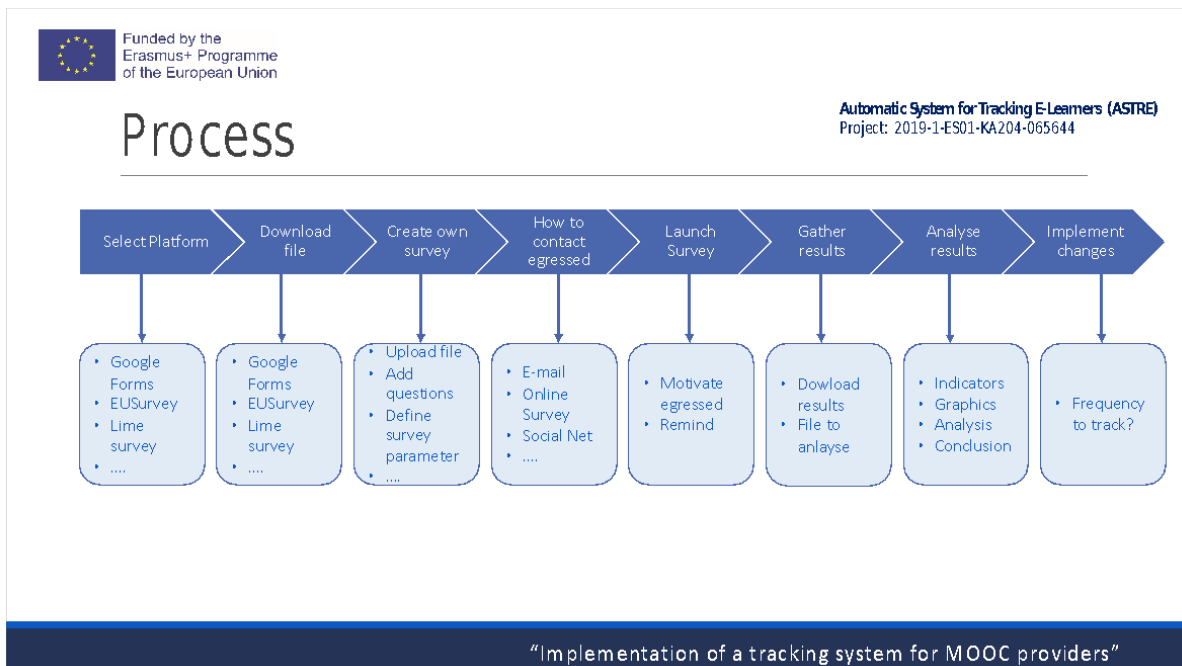 Funded by the
Erasmus+ Programme
of the European Union
Process
Automatic System for Tracking E-Learners (ASTRE)
Project: 2019-1-ES01-KA204-065644
Select Platform
Download
file
Create own
survey
How to
contact
egressed
Launch
Survey
Gather
results
Analyse
results
Implement
changes
• Google
Forms
• EUSurvey
• Lime
survey
• ....
• Google
Forms
• EUSurvey
• Lime
survey
• ....
• Upload file
• Add
questions
• Define
survey
parameter
• ....
• E-mail
• Online
Survey
• Social Net
• ....
• Motivate
egressed
• Remind
• Dowload
results
• File to
anlayse
• Indicators
• Graphics
• Analysis
• Conclusion
• Frequency
to track?
“Implementation of a tracking system for MOOC providers”